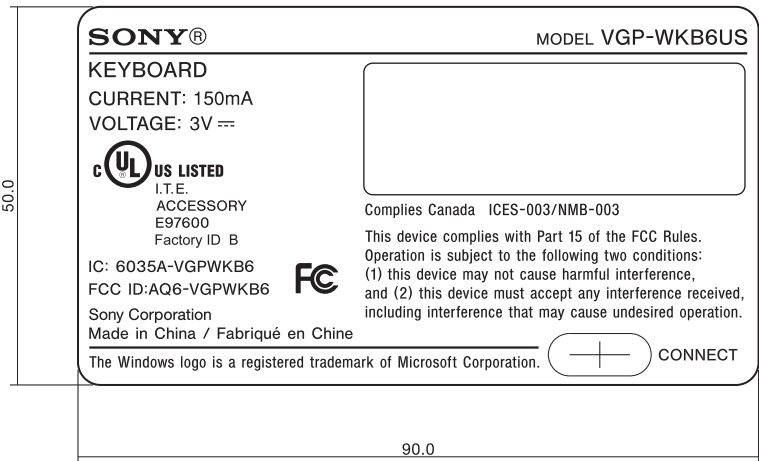 SONY®
MODEL VGP-WKB6US
KEYBOARD
CURRENT: 150mA
VOLTAGE: 3V ⎓
C UL ® US LISTED
I.T.E.
ACCESSORY
E97600
Factory ID B
IC: 6035A-VGPWKB6
FCC ID:AQ6-VGPWKB6
FC
Sony Corporation
Made in China / Fabriqué en Chine
Complies Canada ICES-003/NMB-003
This device complies with Part 15 of the FCC Rules.
Operation is subject to the following two conditions:
(1) this device may not cause harmful interference,
and (2) this device must accept any interference received,
including interference that may cause undesired operation.
The Windows logo is a registered trademark of Microsoft Corporation.
CONNECT
50.0
90.0